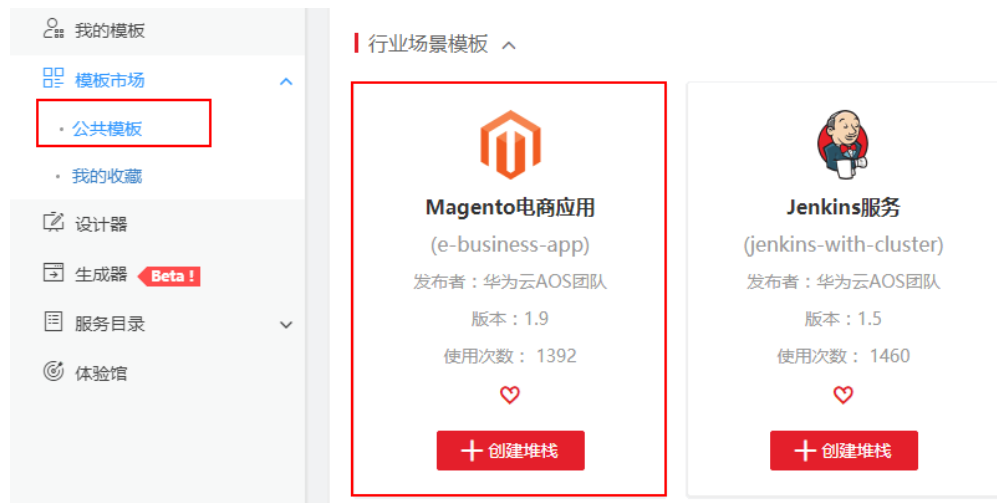 我的模板
模板市场
公共模板
我的收藏
设计器
生成器 Beta !
服务目录
体验馆
行业场景模板
Magento电商应用
(e-business-app)
发布者：华为云AOS团队
版本：1.9
使用次数： 1392
创建堆栈
Jenkins服务
(jenkins-with-cluster)
发布者：华为云AOS团队
版本：1.5
使用次数： 1460
创建堆栈